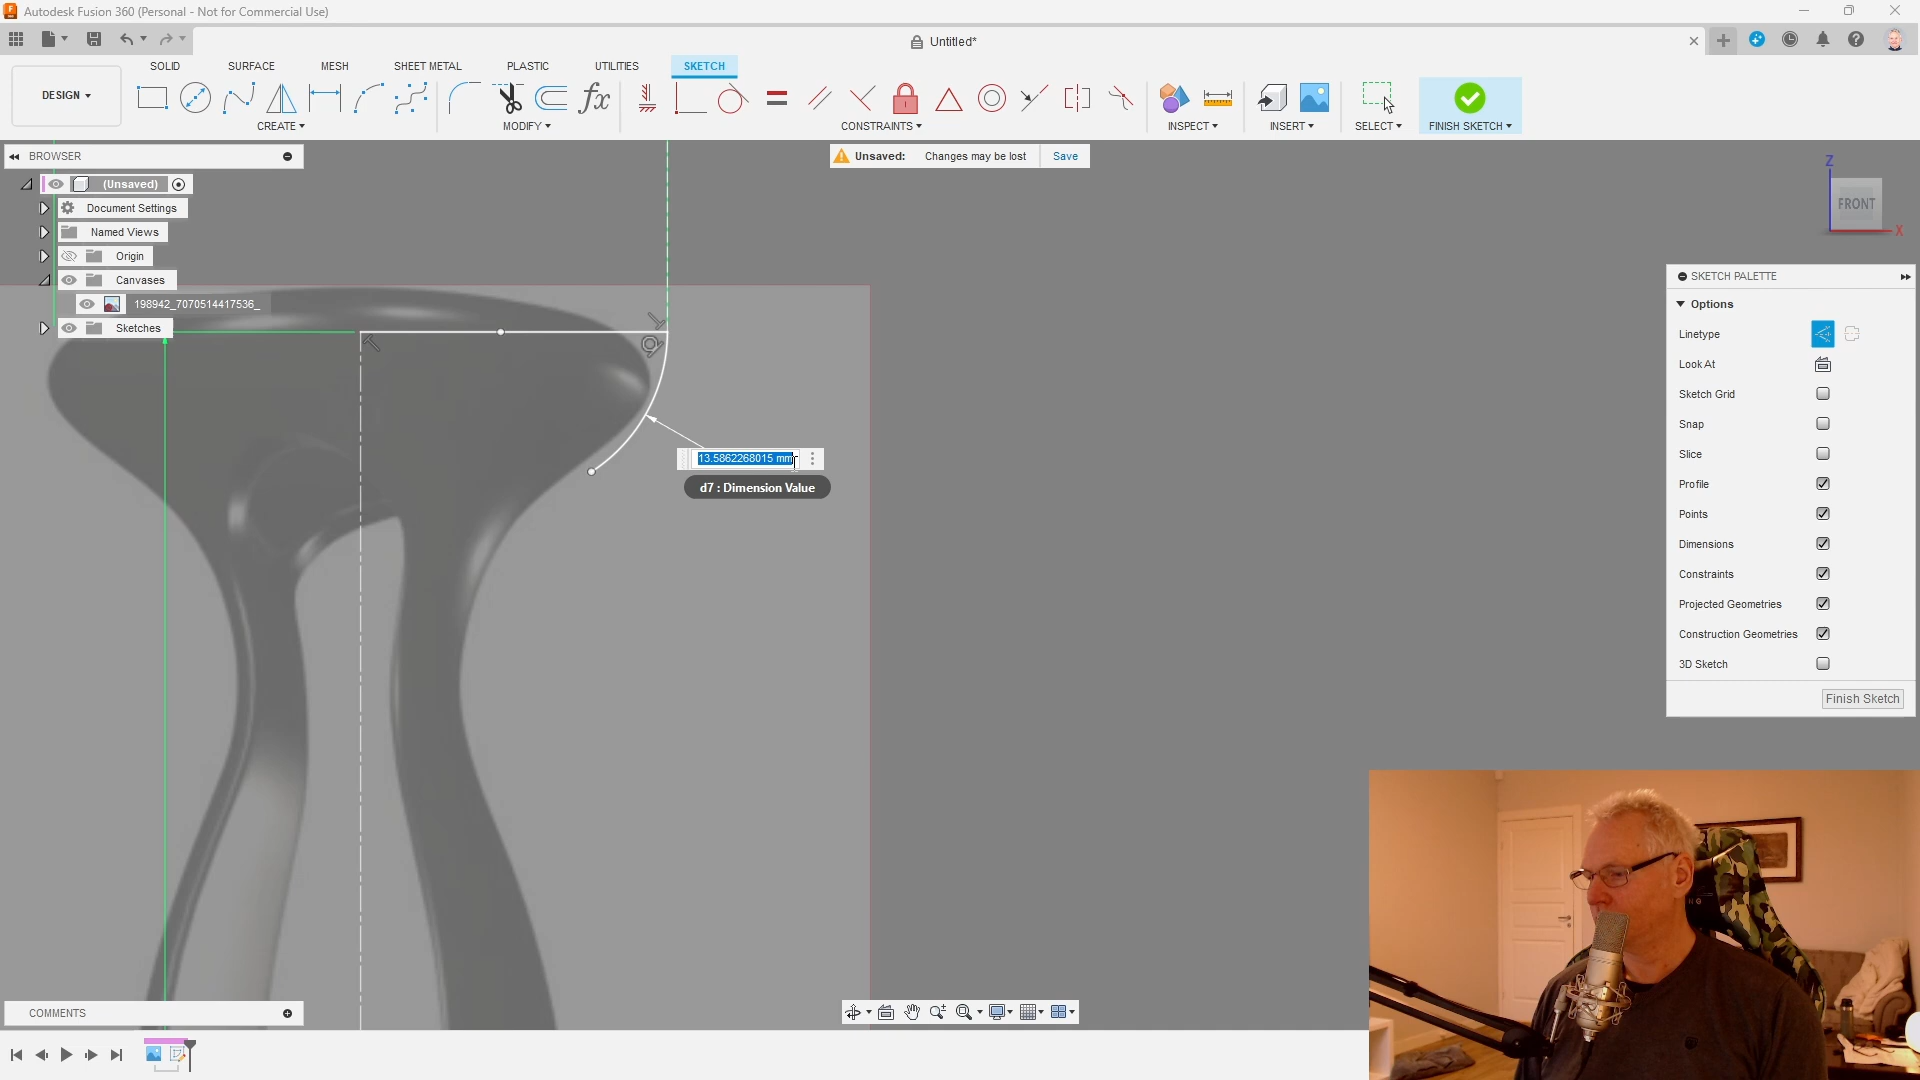 Autodesk Fusion 360 (Personal - Not for Commercial Use)
Untitled*
DESIGN
SOLID
SURFACE
MESH
SHEET METAL
PLASTIC
UTILITIES
SKETCH
CREATE
MODIFY
fx
CONSTRAINTS
INSPECT
INSERT
SELECT
FINISH SKETCH
BROWSER
Unsaved: Changes may be lost Save
(Unsaved)
Document Settings
Named Views
Origin
Canvases
198942_7070514417536_
Sketches
Z
FRONT
X
13.5862268015 mm
d7 : Dimension Value
SKETCH PALETTE
Options
Linetype
Look At
Sketch Grid
Snap
Slice
Profile
Points
Dimensions
Constraints
Projected Geometries
Construction Geometries
3D Sketch
Finish Sketch
COMMENTS